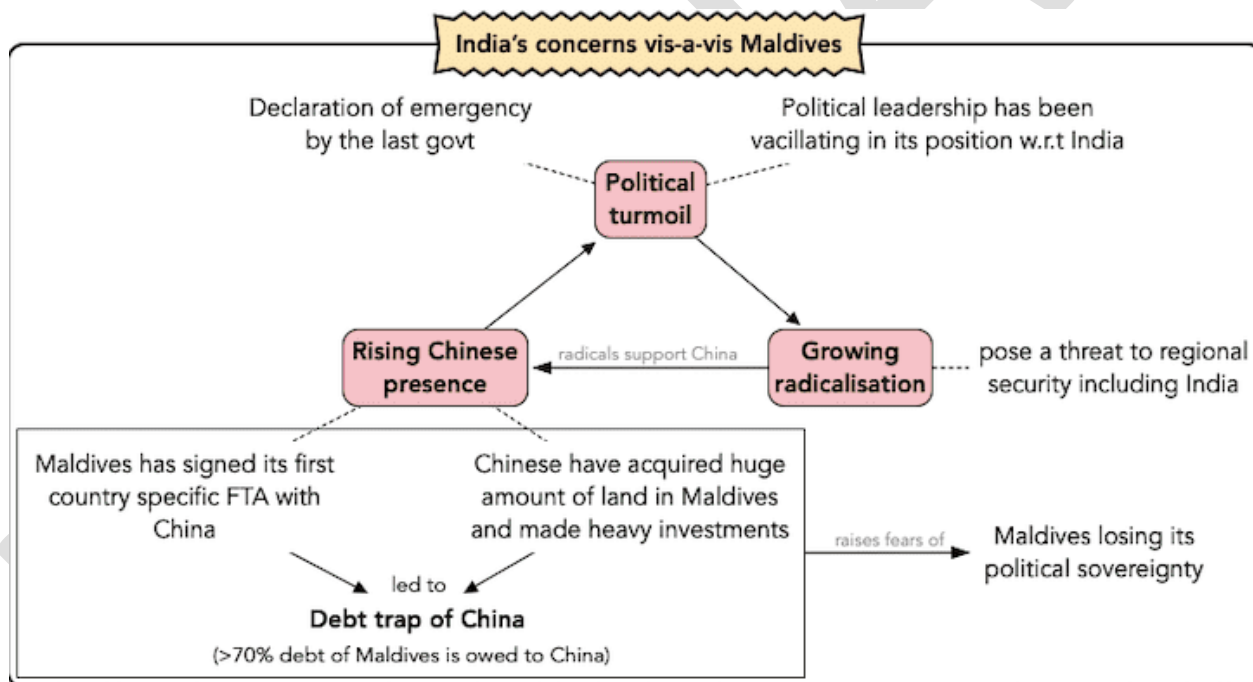 India's concerns vis-a-vis Maldives
Declaration of emergency
by the last govt
Political leadership has been
vacillating in its position w.r.t India
Political
turmoil
Rising Chinese
presence
radicals support China
Growing
radicalisation
pose a threat to regional
security including India
Maldives has signed its first
country specific FTA with
China
Chinese have acquired huge
amount of land in Maldives
and made heavy investments
raises fears of
Maldives losing its
political sovereignty
led to
Debt trap of China
(>70% debt of Maldives is owed to China)